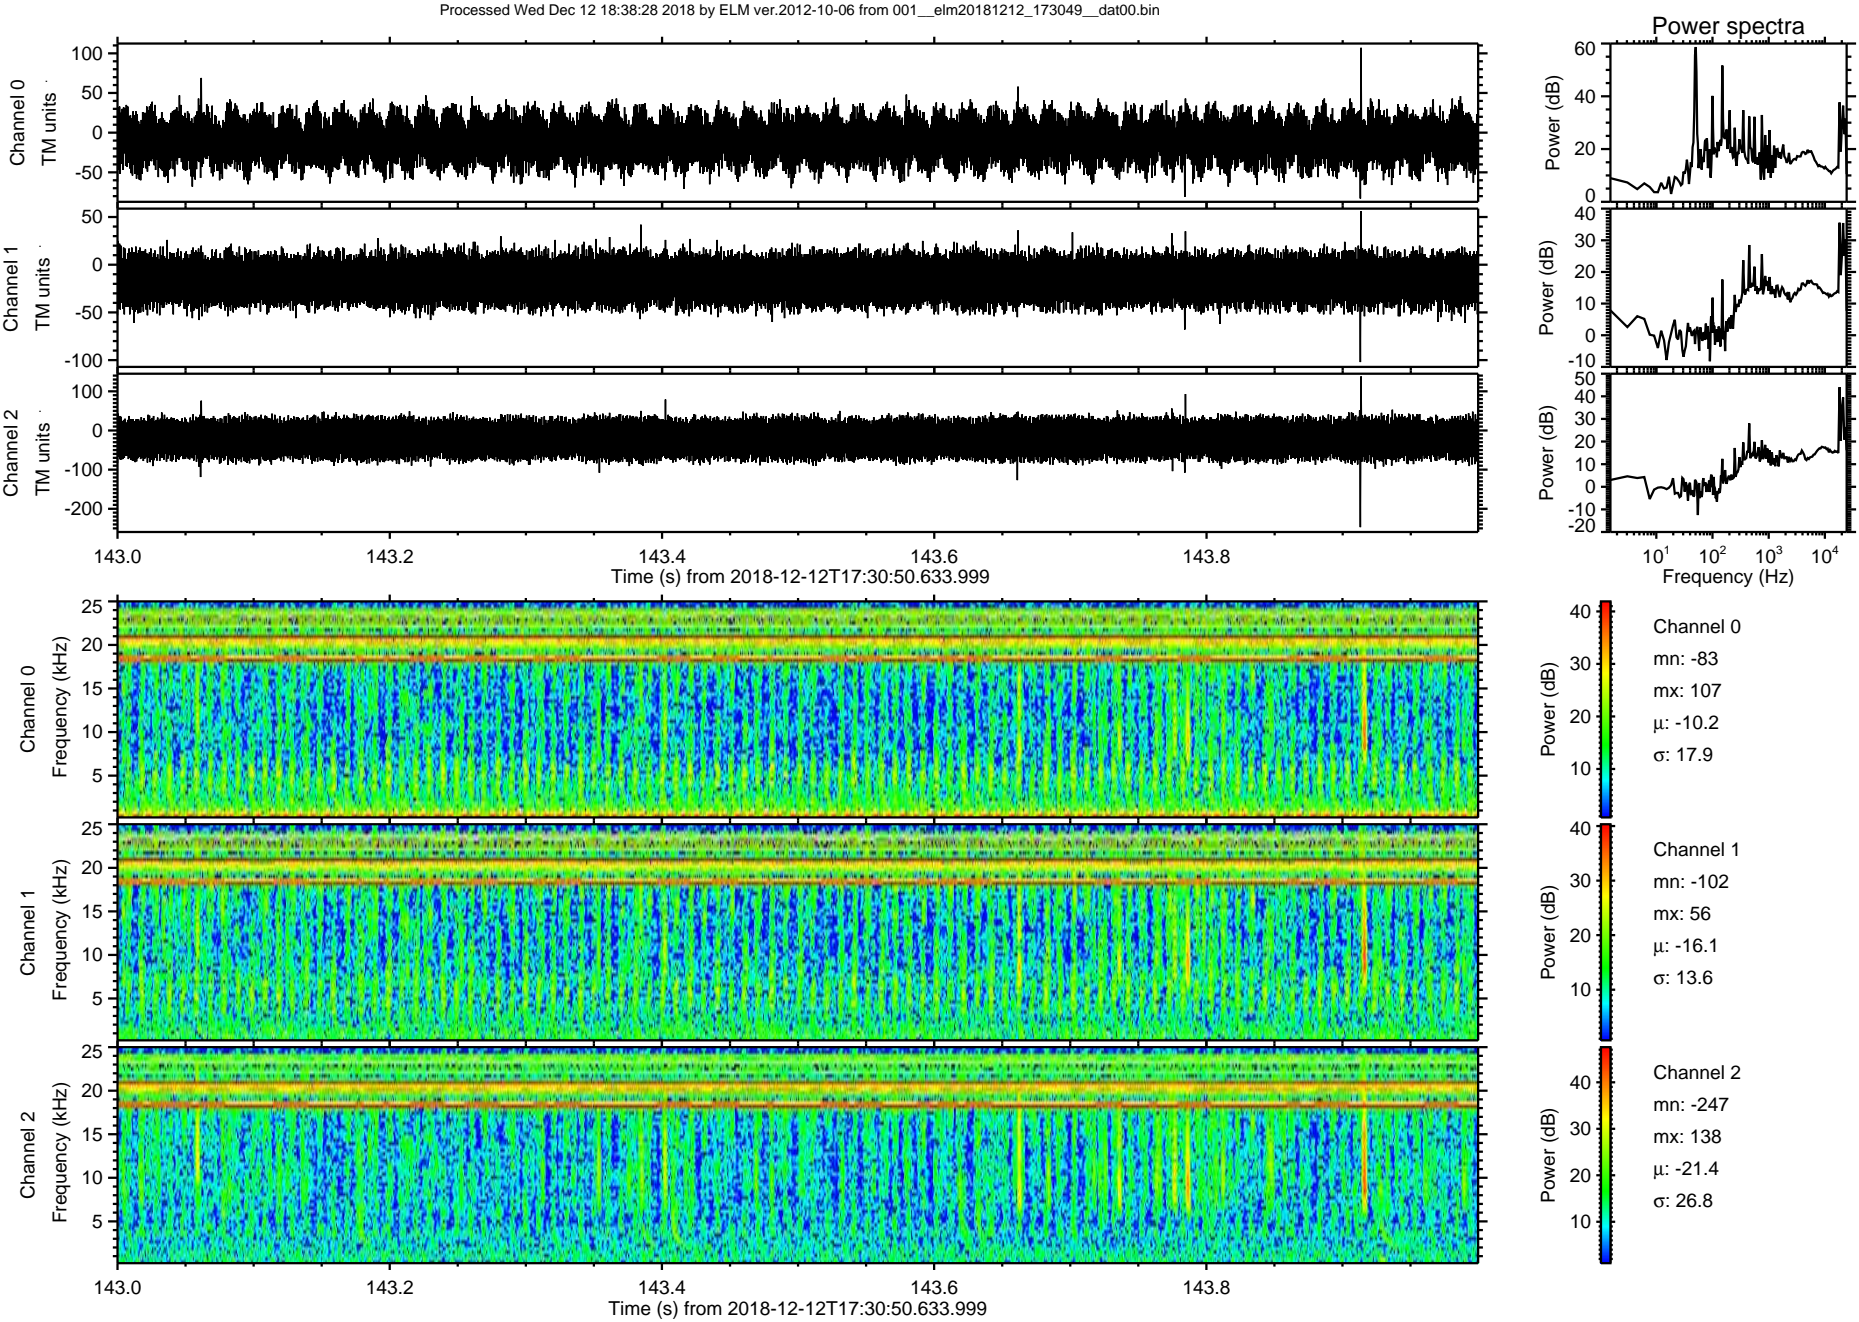 Processed Wed Dec 12 18:38:28 2018 by ELM ver.2012-10-06 from 001__elm20181212_173049__dat00.bin
Power spectra
Channel 0
TM units
100
50
0
-50
Power (dB)
60
40
20
0
Channel 1
TM units
50
0
-50
-100
Power (dB)
40
30
20
10
0
-10
Channel 2
TM units
100
0
-100
-200
Power (dB)
50
40
30
20
10
0
-10
-20
143.0 143.2 143.4 143.6 143.8
Time (s) from 2018-12-12T17:30:50.633.999
10^1 10^2 10^3 10^4
Frequency (Hz)
Channel 0
Frequency (kHz)
25
20
15
10
5
Power (dB)
40
30
20
10
Channel 0
mn: -83
mx: 107
μ: -10.2
σ: 17.9
Channel 1
Frequency (kHz)
25
20
15
10
5
Power (dB)
40
30
20
10
Channel 1
mn: -102
mx: 56
μ: -16.1
σ: 13.6
Channel 2
Frequency (kHz)
25
20
15
10
5
Power (dB)
40
30
20
10
Channel 2
mn: -247
mx: 138
μ: -21.4
σ: 26.8
143.0 143.2 143.4 143.6 143.8
Time (s) from 2018-12-12T17:30:50.633.999